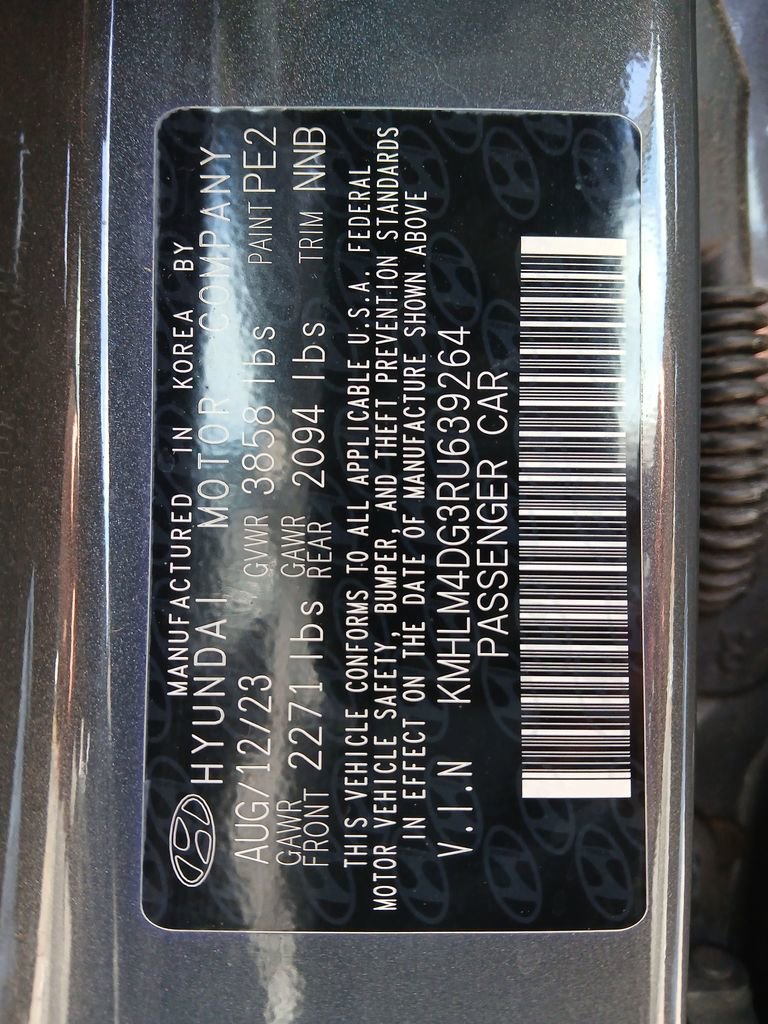 MANUFACTURED IN KOREA BY
HYUNDAI MOTOR COMPANY
AUG/12/23 GVWR 3858 lbs PAINT PE2
GAWR FRONT 2271 lbs GAWR REAR 2094 lbs TRIM NNB
THIS VEHICLE CONFORMS TO ALL APPLICABLE U.S.A. FEDERAL
MOTOR VEHICLE SAFETY, BUMPER, AND THEFT PREVENTION STANDARDS
IN EFFECT ON THE DATE OF MANUFACTURE SHOWN ABOVE
V.I.N KMHLM4DG3RU639264
PASSENGER CAR